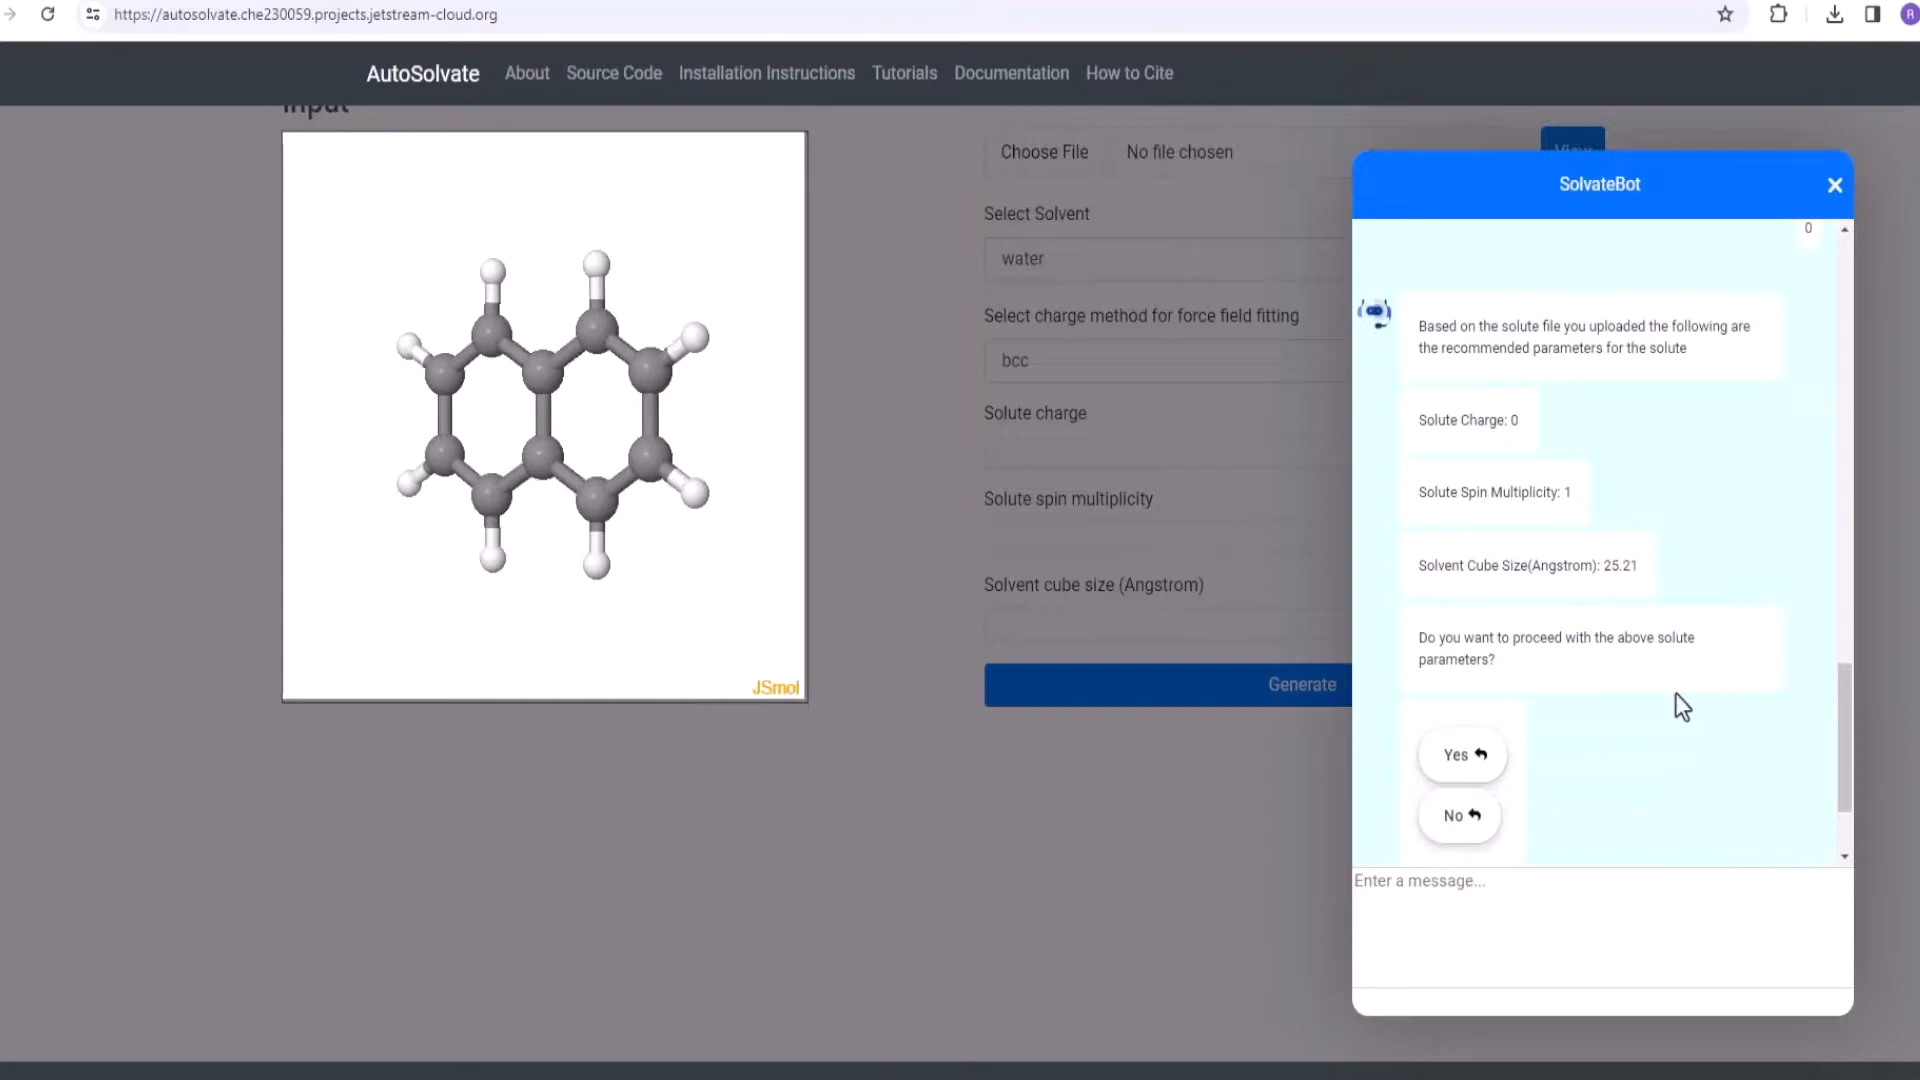 https://autosolvate.che230059.projects.jetstream-cloud.org
R
AutoSolvate About Source Code Installation Instructions Tutorials Documentation How to Cite
Input
JSmol
Choose File No file chosen
View
Select Solvent
water
Select charge method for force field fitting
bcc
Solute charge
Solute spin multiplicity
Solvent cube size (Angstrom)
Generate
SolvateBot
0
Based on the solute file you uploaded the following are
the recommended parameters for the solute
Solute Charge: 0
Solute Spin Multiplicity: 1
Solvent Cube Size(Angstrom): 25.21
Do you want to proceed with the above solute
parameters?
Yes
No
Enter a message...